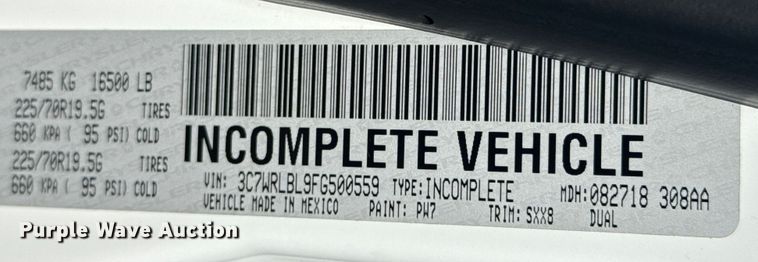 7485 KG 16500 LB
225/70R19.5G TIRES
660 KPA ( 95 PSI) COLD
225/70R19.5G TIRES
660 KPA ( 95 PSI) COLD
INCOMPLETE VEHICLE
VIN: 3C7WRLBL9FG500559 TYPE: INCOMPLETE MDH: 082718 308AA
VEHICLE MADE IN MEXICO PAINT: PW7 TRIM: SXX8 DUAL
Purple Wave Auction